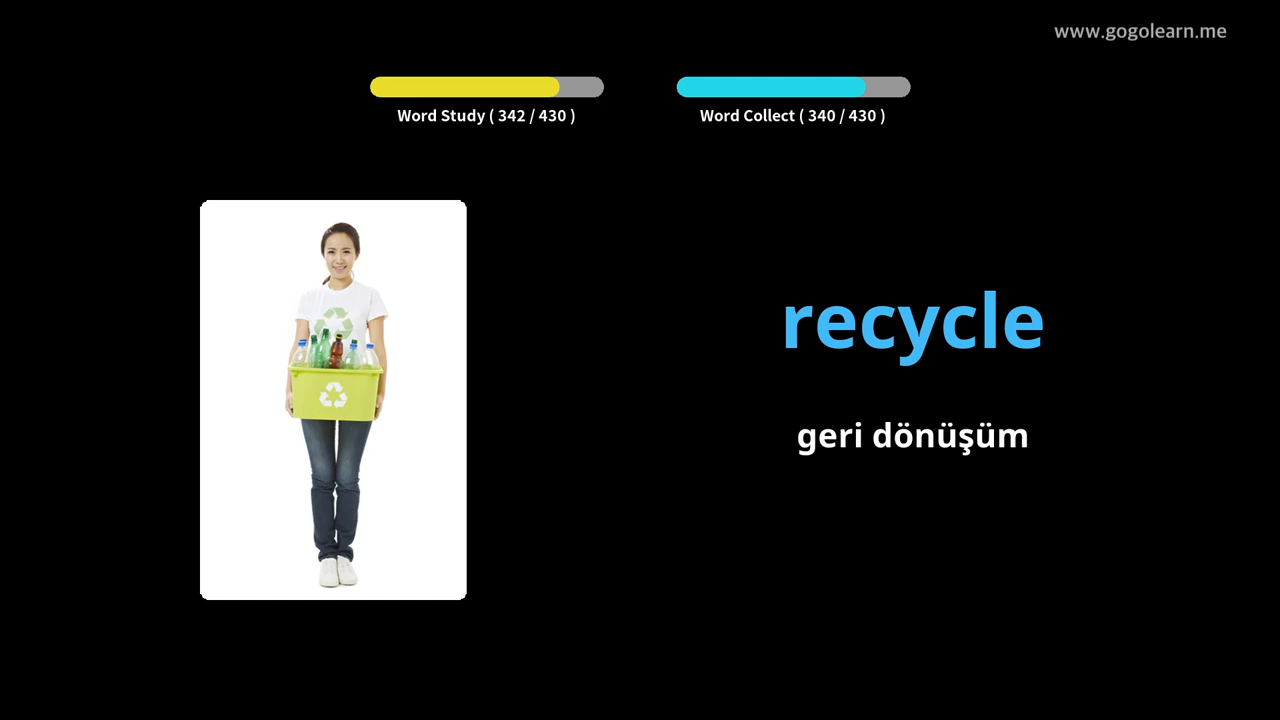 www.gogolearn.me
Word Study ( 342 / 430 )
Word Collect ( 340 / 430 )
recycle
geri dönüşüm